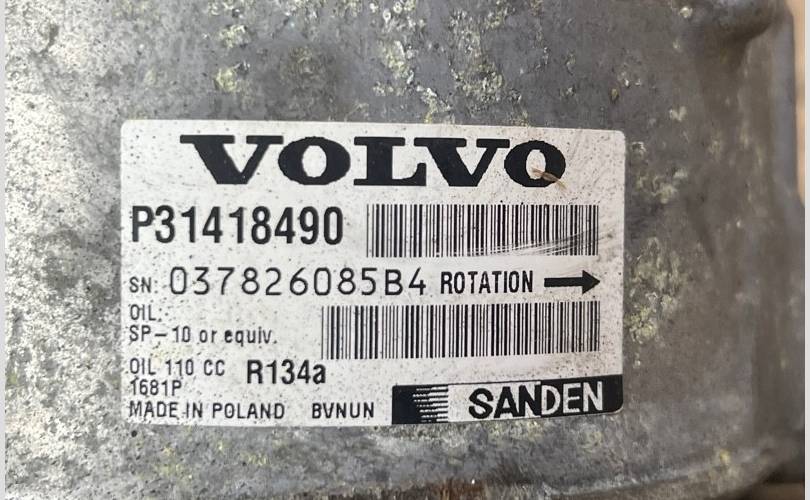 VOLVO
P31418490
SN: 037826085B4 ROTATION →
OIL:
SP-10 or equiv.
OIL 110 CC R134a
1681P
MADE IN POLAND BVNUN SANDEN